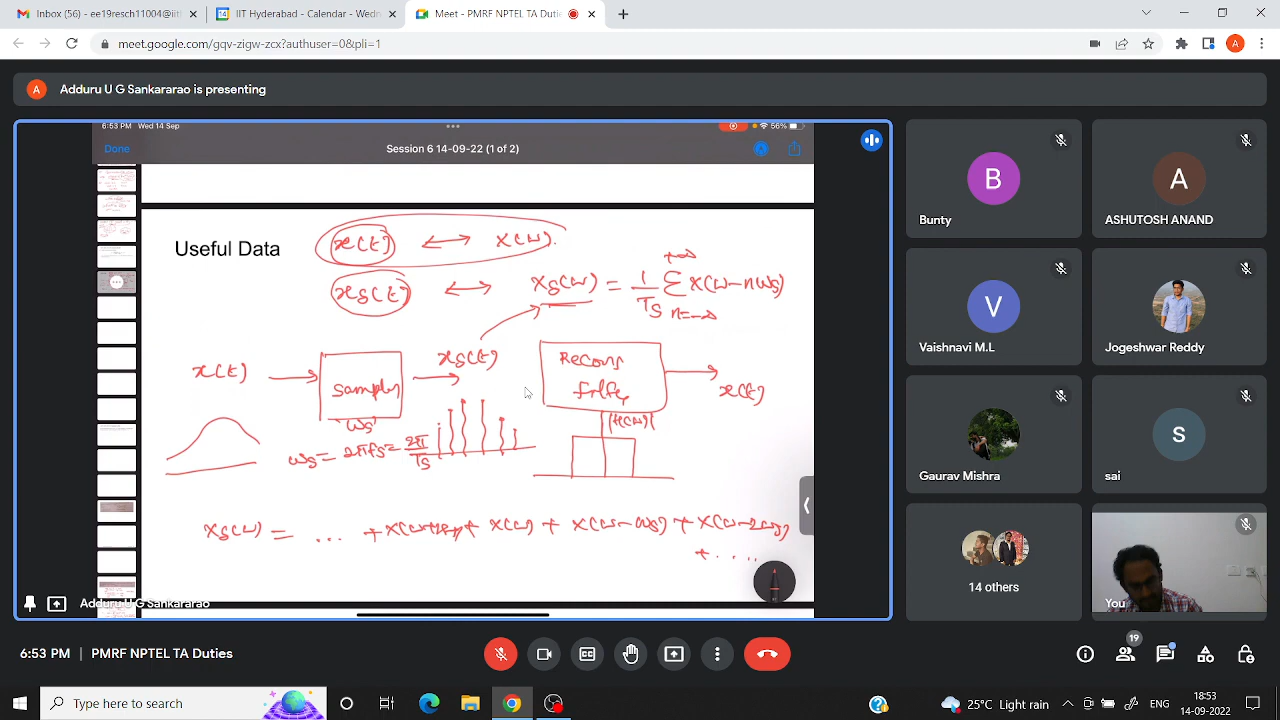 Inbox (0) - ee19resch11004@iith
IIT Hyderabad - Calendar - Wedn
Meet - PMRF NPTEL TA Duties
meet.google.com/gqv-zigw-zcx?authuser=0&pli=1
Adduru U G Sankararao is presenting
6:53 PM Wed 14 Sep
56%
Done
Session 6 14-09-22 (1 of 2)
Useful Data
x(t) ↔ X(ω).
xs(t) ↔ Xs(ω) = 1/Ts Σ n=-∞ +∞ X(ω-nωs)
x(t) → Sampler → xs(t)
ωs
Recons filter → x(t)
|H(ω)|
ωs = 2πfs = 2π/Ts
Xs(ω) = ... + X(ω) + X(ω-ωs) + X(ω-2ωs)
+ ....
Adduru U G Sankararao
B
Bunty
A
ASHUTOSH ANAND
V
Vaishnavi M.L
Jogeshwar Reddy
Gaurav Mishra
S
sai
14 others
You
6:53 PM | PMRF NPTEL TA Duties
19
Type here to search
25°C Light rain
ENG
18:53
14-09-2022